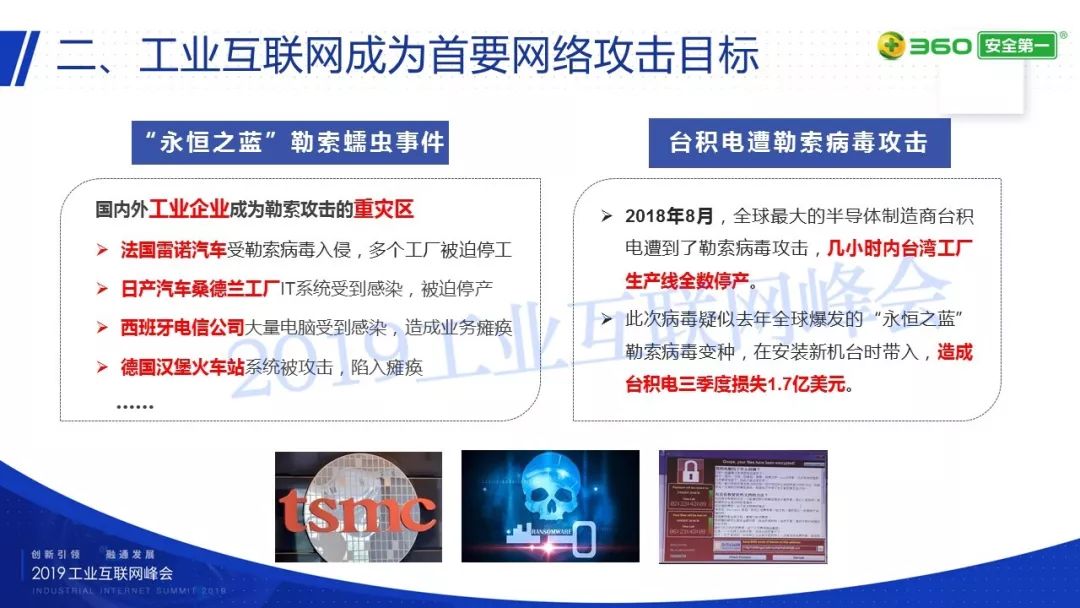 二、工业互联网成为首要网络攻击目标
360 安全第一®
“永恒之蓝”勒索蠕虫事件
国内外工业企业成为勒索攻击的重灾区
➢ 法国雷诺汽车受勒索病毒入侵，多个工厂被迫停工
➢ 日产汽车桑德兰工厂IT系统受到感染，被迫停产
➢ 西班牙电信公司大量电脑受到感染，造成业务瘫痪
➢ 德国汉堡火车站系统被攻击，陷入瘫痪
……
台积电遭勒索病毒攻击
➢ 2018年8月，全球最大的半导体制造商台积
电遭到了勒索病毒攻击，几小时内台湾工厂
生产线全数停产。
➢ 此次病毒疑似去年全球爆发的“永恒之蓝”
勒索病毒变种，在安装新机台时带入，造成
台积电三季度损失1.7亿美元。
2019工业互联网峰会
tsmc
RANSOMWARE
Ooops, your files have been encrypted!
创新引领 融通发展
2019工业互联网峰会
INDUSTRIAL INTERNET SUMMIT 2019